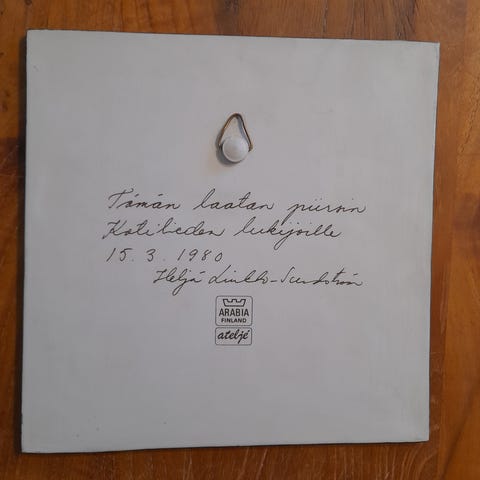 Tämän laatan piirsin
Kotilieden lukijoille
15.3.1980
Heljä Liukko-Sundström
ARABIA
FINLAND
ateljé